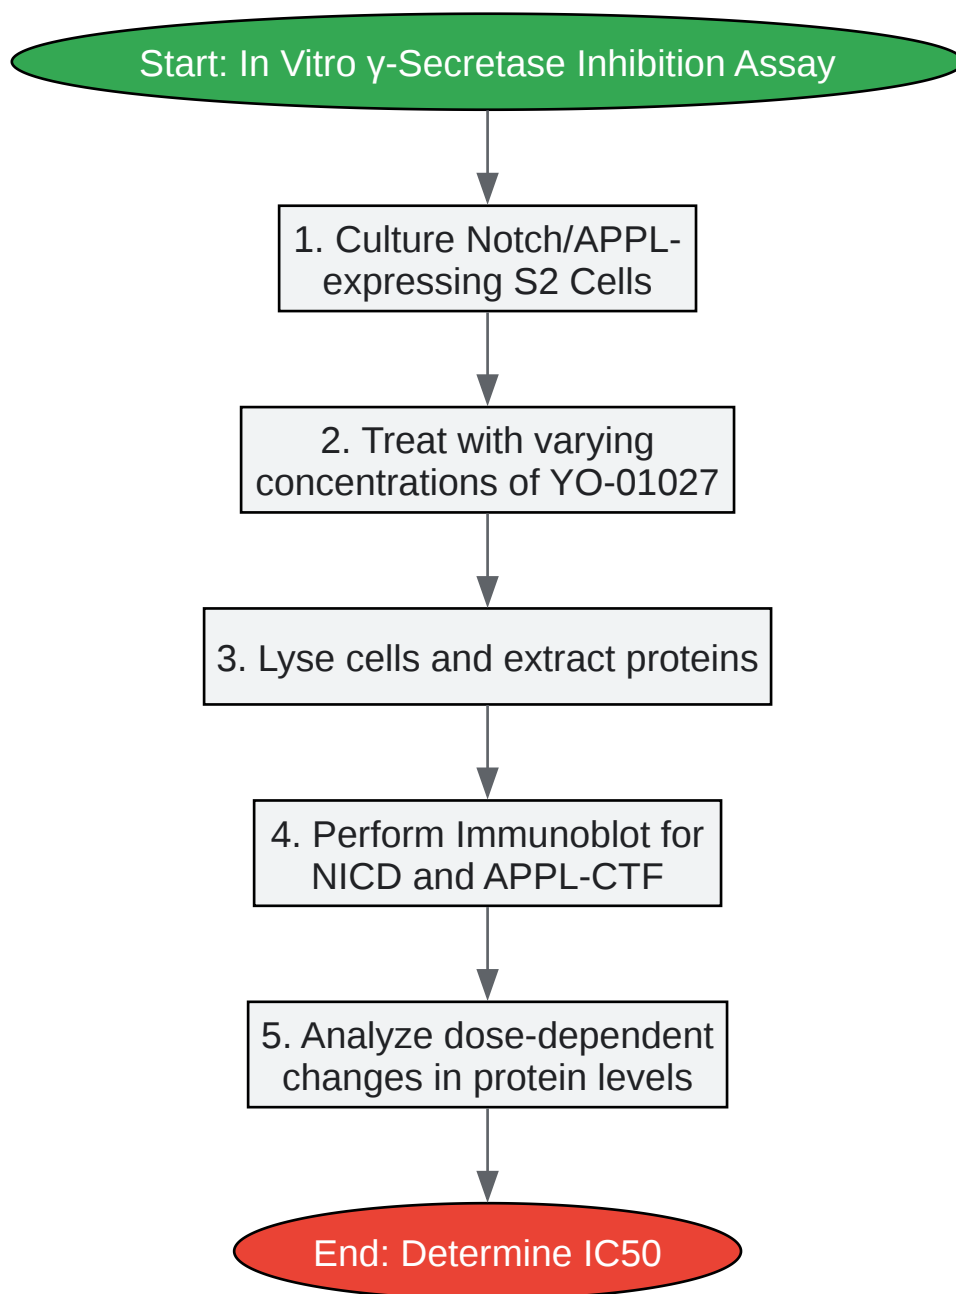 Start: In Vitro γ-Secretase Inhibition Assay
1. Culture Notch/APPL-
expressing S2 Cells
2. Treat with varying
concentrations of YO-01027
3. Lyse cells and extract proteins
4. Perform Immunoblot for
NICD and APPL-CTF
5. Analyze dose-dependent
changes in protein levels
End: Determine IC50